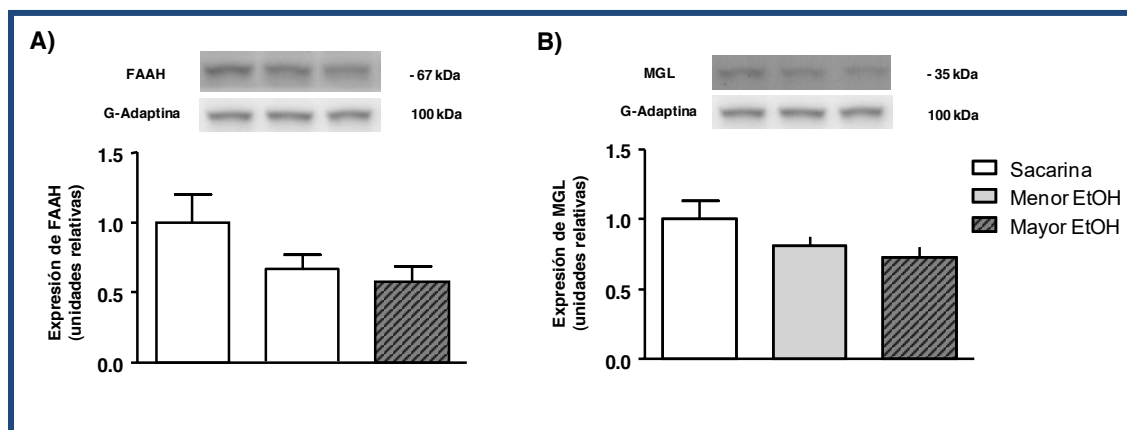 A)
FAAH
- 67 kDa
G-Adaptina
100 kDa
Expresión de FAAH
(unidades relativas)
1.5
1.0
0.5
0.0
B)
MGL
- 35 kDa
G-Adaptina
100 kDa
Expresión de MGL
(unidades relativas)
1.5
1.0
0.5
0.0
Sacarina
Menor EtOH
Mayor EtOH